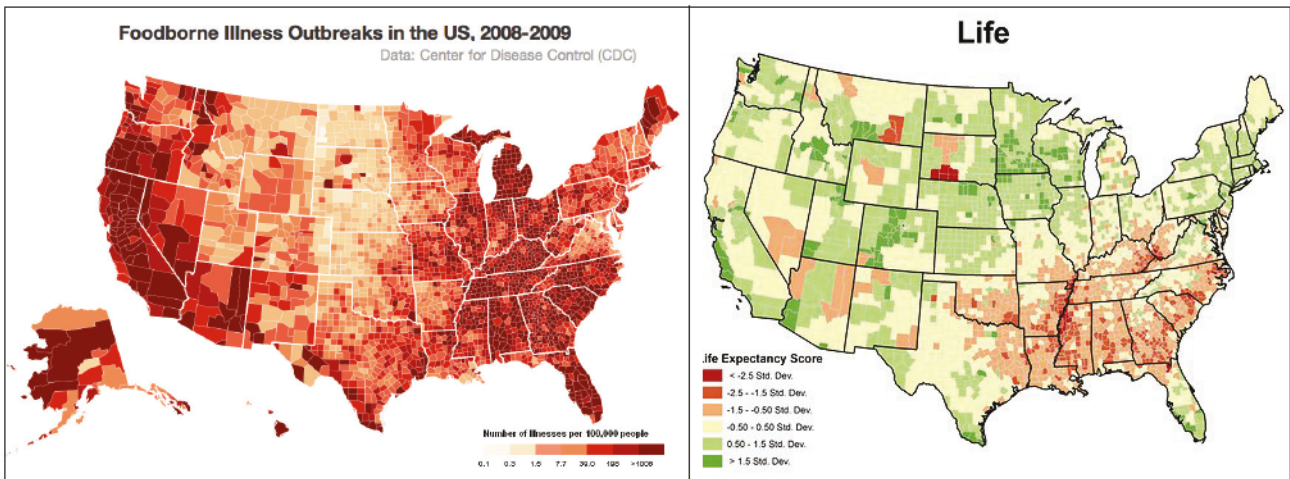 Foodborne Illness Outbreaks in the US, 2008-2009
Data: Center for Disease Control (CDC)
Number of Illnesses per 100,000 people
0.1 0.3 1.5 7.7 39.0 198 >1006
Life
Life Expectancy Score
< -2.5 Std. Dev.
-2.5 - -1.5 Std. Dev.
-1.5 - -0.50 Std. Dev.
-0.50 - 0.50 Std. Dev.
0.50 - 1.5 Std. Dev.
> 1.5 Std. Dev.